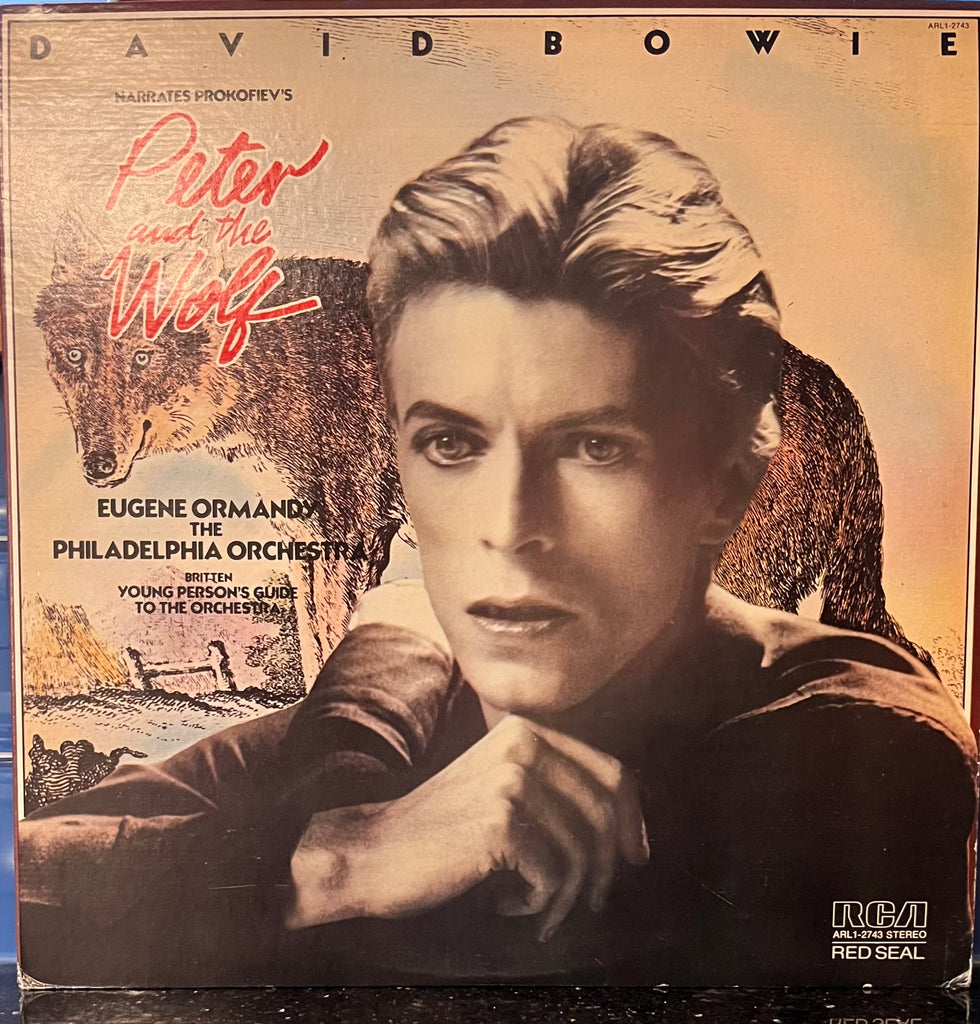 ARL1-2743
DAVID BOWIE
NARRATES PROKOFIEV'S
Peter
and the
Wolf
EUGENE ORMANDY
THE
PHILADELPHIA ORCHESTRA
BRITTEN
YOUNG PERSON'S GUIDE
TO THE ORCHESTRA
RCA
ARL1-2743 STEREO
RED SEAL